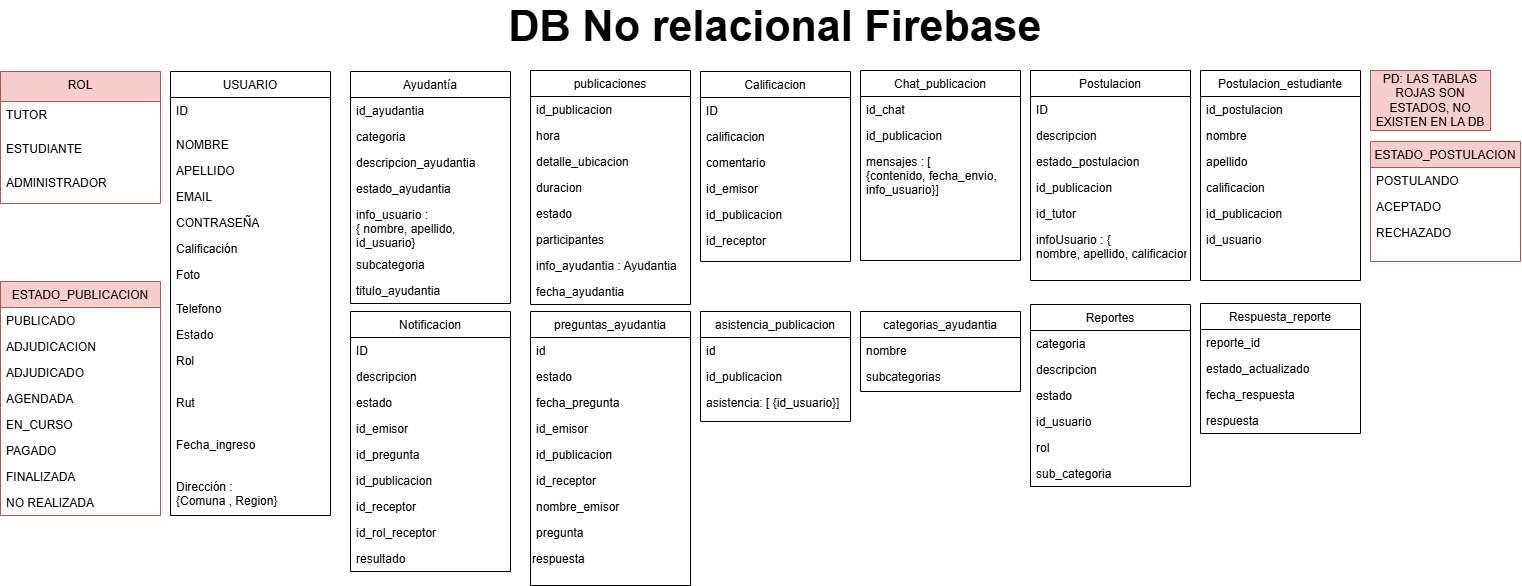 DB No relacional Firebase
ROL
TUTOR
ESTUDIANTE
ADMINISTRADOR
ESTADO_PUBLICACION
PUBLICADO
ADJUDICACION
ADJUDICADO
AGENDADA
EN_CURSO
PAGADO
FINALIZADA
NO REALIZADA
USUARIO
ID
NOMBRE
APELLIDO
EMAIL
CONTRASEÑA
Calificación
Foto
Telefono
Estado
Rol
Rut
Fecha_ingreso
Dirección :
{Comuna , Region}
Ayudantía
id_ayudantia
categoria
descripcion_ayudantia
estado_ayudantia
info_usuario :
{ nombre, apellido,
id_usuario}
subcategoria
titulo_ayudantia
Notificacion
ID
descripcion
estado
id_emisor
id_pregunta
id_publicacion
id_receptor
id_rol_receptor
resultado
publicaciones
id_publicacion
hora
detalle_ubicacion
duracion
estado
participantes
info_ayudantia : Ayudantia
fecha_ayudantia
preguntas_ayudantia
id
estado
fecha_pregunta
id_emisor
id_publicacion
id_receptor
nombre_emisor
pregunta
respuesta
Calificacion
ID
calificacion
comentario
id_emisor
id_publicacion
id_receptor
asistencia_publicacion
id
id_publicacion
asistencia: [ {id_usuario}]
Chat_publicacion
id_chat
id_publicacion
mensajes : [
{contenido, fecha_envio,
info_usuario}]
categorias_ayudantia
nombre
subcategorias
Postulacion
ID
descripcion
estado_postulacion
id_publicacion
id_tutor
infoUsuario : {
nombre, apellido, calificacion
Reportes
categoria
descripcion
estado
id_usuario
rol
sub_categoria
Postulacion_estudiante
id_postulacion
nombre
apellido
calificacion
id_publicacion
id_usuario
Respuesta_reporte
reporte_id
estado_actualizado
fecha_respuesta
respuesta
PD: LAS TABLAS
ROJAS SON
ESTADOS, NO
EXISTEN EN LA DB
ESTADO_POSTULACION
POSTULANDO
ACEPTADO
RECHAZADO